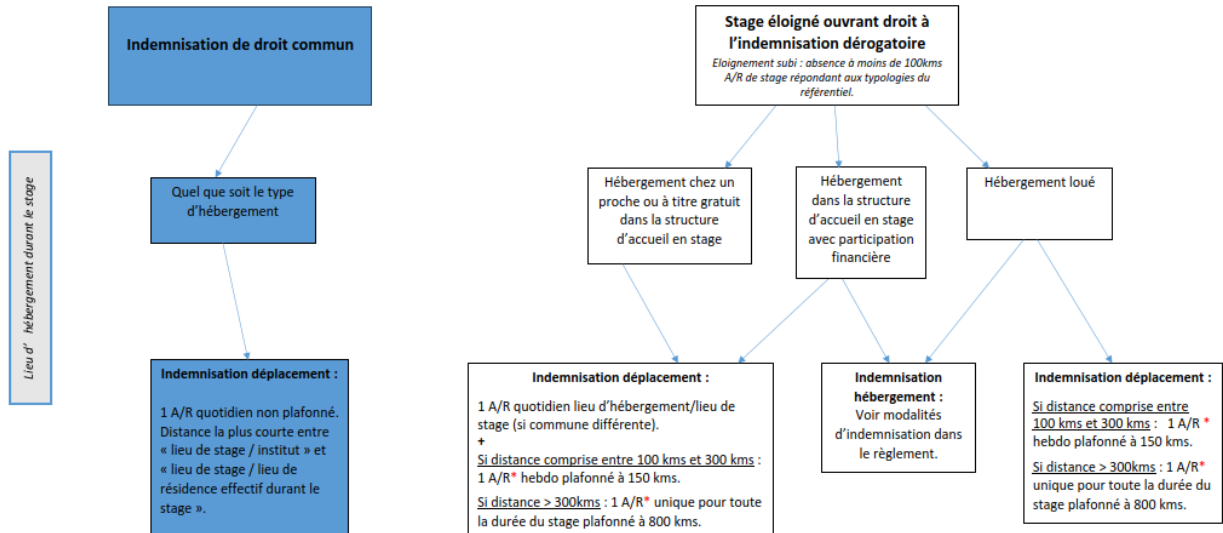 Indemnisation de droit commun
Stage éloigné ouvrant droit à
l'indemnisation dérogatoire
Eloignement subi : absence à moins de 100kms
A/R de stage répondant aux typologies du
référentiel.
Lieu d' hébergement durant le stage
Quel que soit le type
d'hébergement
Hébergement chez un
proche ou à titre gratuit
dans la structure
d'accueil en stage
Hébergement
dans la structure
d'accueil en stage
avec participation
financière
Hébergement loué
Indemnisation déplacement :
1 A/R quotidien non plafonné.
Distance la plus courte entre
« lieu de stage / institut » et
« lieu de stage / lieu de
résidence effectif durant le
stage ».
Indemnisation déplacement :
1 A/R quotidien lieu d'hébergement/lieu de
stage (si commune différente).
+
Si distance comprise entre 100 kms et 300 kms :
1 A/R* hebdo plafonné à 150 kms.
Si distance > 300kms : 1 A/R* unique pour toute
la durée du stage plafonné à 800 kms.
Indemnisation
hébergement :
Voir modalités
d'indemnisation dans
le règlement.
Indemnisation déplacement :
Si distance comprise entre
100 kms et 300 kms : 1 A/R *
hebdo plafonné à 150 kms.
Si distance > 300kms : 1 A/R*
unique pour toute la durée du
stage plafonné à 800 kms.